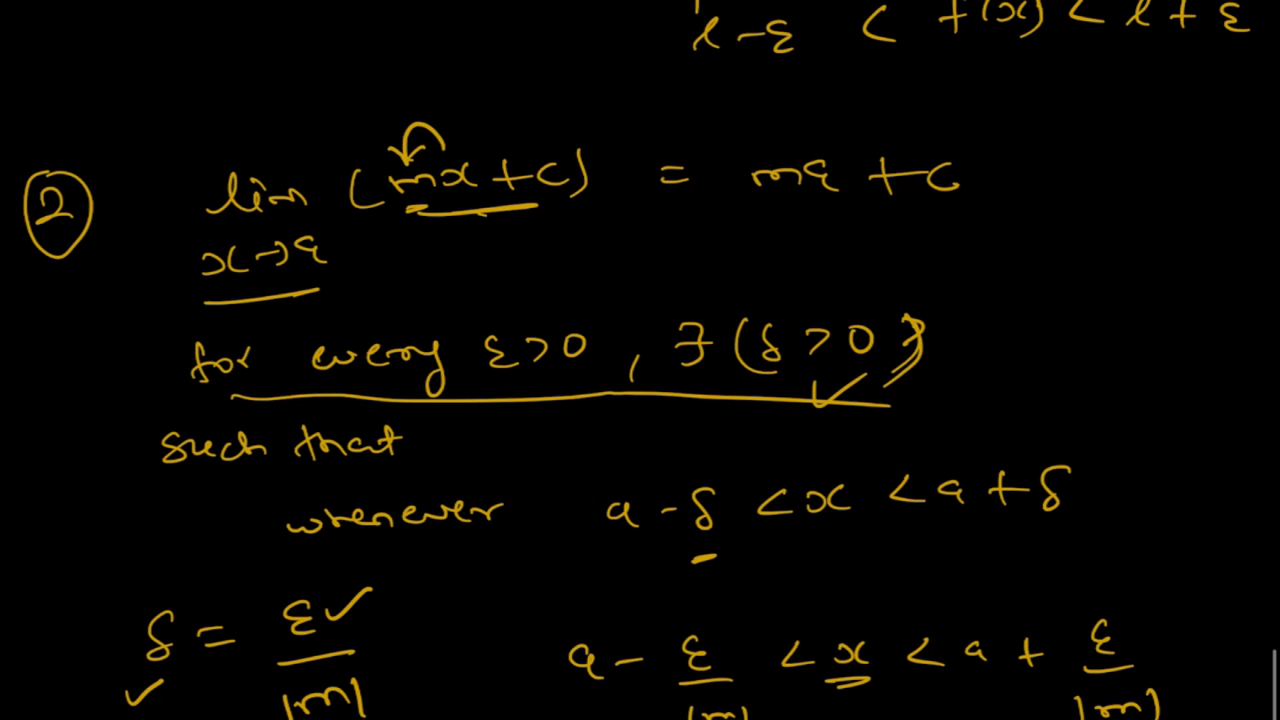 l-ε < f(x) < l+ε
② lim (mx+c) = ma+c
x→a
for every ε>0, ∃ (δ>0)
such that
whenever a-δ <x <a+δ
δ = ε/|m| a- ε/|m| <x <a+ ε/|m|